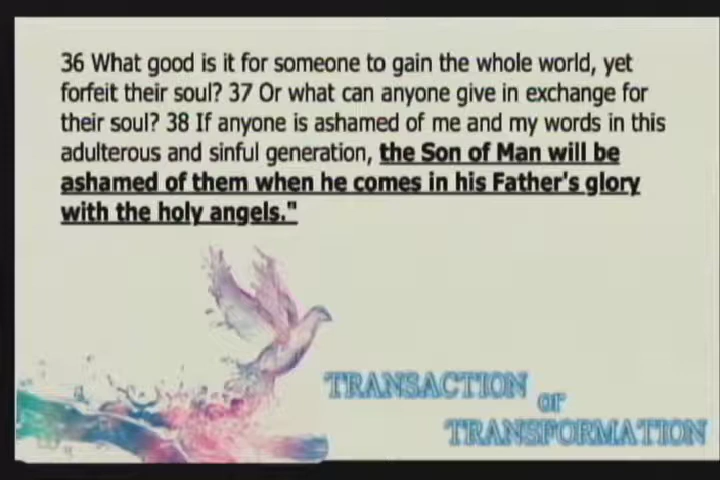 36 What good is it for someone to gain the whole world, yet
forfeit their soul? 37 Or what can anyone give in exchange for
their soul? 38 If anyone is ashamed of me and my words in this
adulterous and sinful generation, the Son of Man will be
ashamed of them when he comes in his Father's glory
with the holy angels."
TRANSACTION
or
TRANSFORMATION